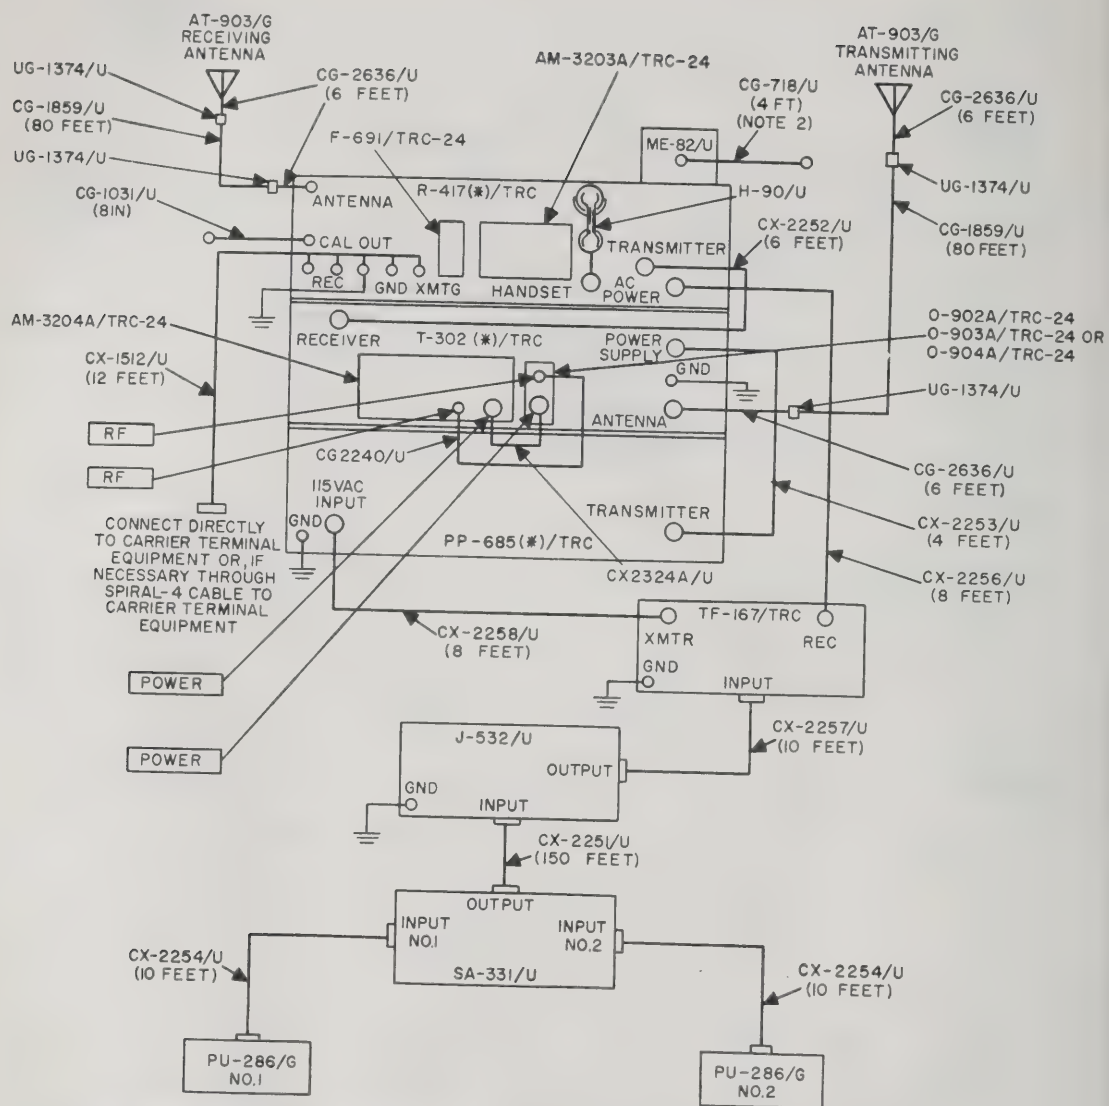 AT-903/G
RECEIVING
ANTENNA
AT-903/G
TRANSMITTING
ANTENNA
UG-1374/U
CG-2636/U
(6 FEET)
AM-3203A/TRC-24
CG-718/U
(4 FT)
(NOTE 2)
CG-2636/U
(6 FEET)
CG-1859/U
(80 FEET)
F-691/TRC-24
ME-82/U
UG-1374/U
R-417(*)/TRC
H-90/U
UG-1374/U
CG-1031/U
(8IN)
ANTENNA
CX-2252/U
(6 FEET)
CG-1859/U
(80 FEET)
CAL OUT
TRANSMITTER
REC
GND
XMTG
HANDSET
AC
POWER
AM-3204A/TRC-24
RECEIVER
T-302 (*)/TRC
POWER
SUPPLY
O-902A/TRC-24
O-903A/TRC-24 OR
O-904A/TRC-24
CX-1512/U
(12 FEET)
GND
UG-1374/U
RF
ANTENNA
RF
CG2240/U
CG-2636/U
(6 FEET)
115VAC
INPUT
GND
TRANSMITTER
CX-2253/U
(4 FEET)
CONNECT DIRECTLY
TO CARRIER TERMINAL
EQUIPMENT OR, IF
NECESSARY THROUGH
SPIRAL-4 CABLE TO
CARRIER TERMINAL
EQUIPMENT
PP-685(*)/TRC
CX2324A/U
CX-2256/U
(8 FEET)
TF-167/TRC
XMTR
REC
CX-2258/U
(8 FEET)
GND
INPUT
POWER
POWER
J-532/U
CX-2257/U
(10 FEET)
OUTPUT
GND
INPUT
CX-2251/U
(150 FEET)
OUTPUT
INPUT
NO.1
INPUT
NO.2
SA-331/U
CX-2254/U
(10 FEET)
CX-2254/U
(10 FEET)
PU-286/G
NO.1
PU-286/G
NO.2